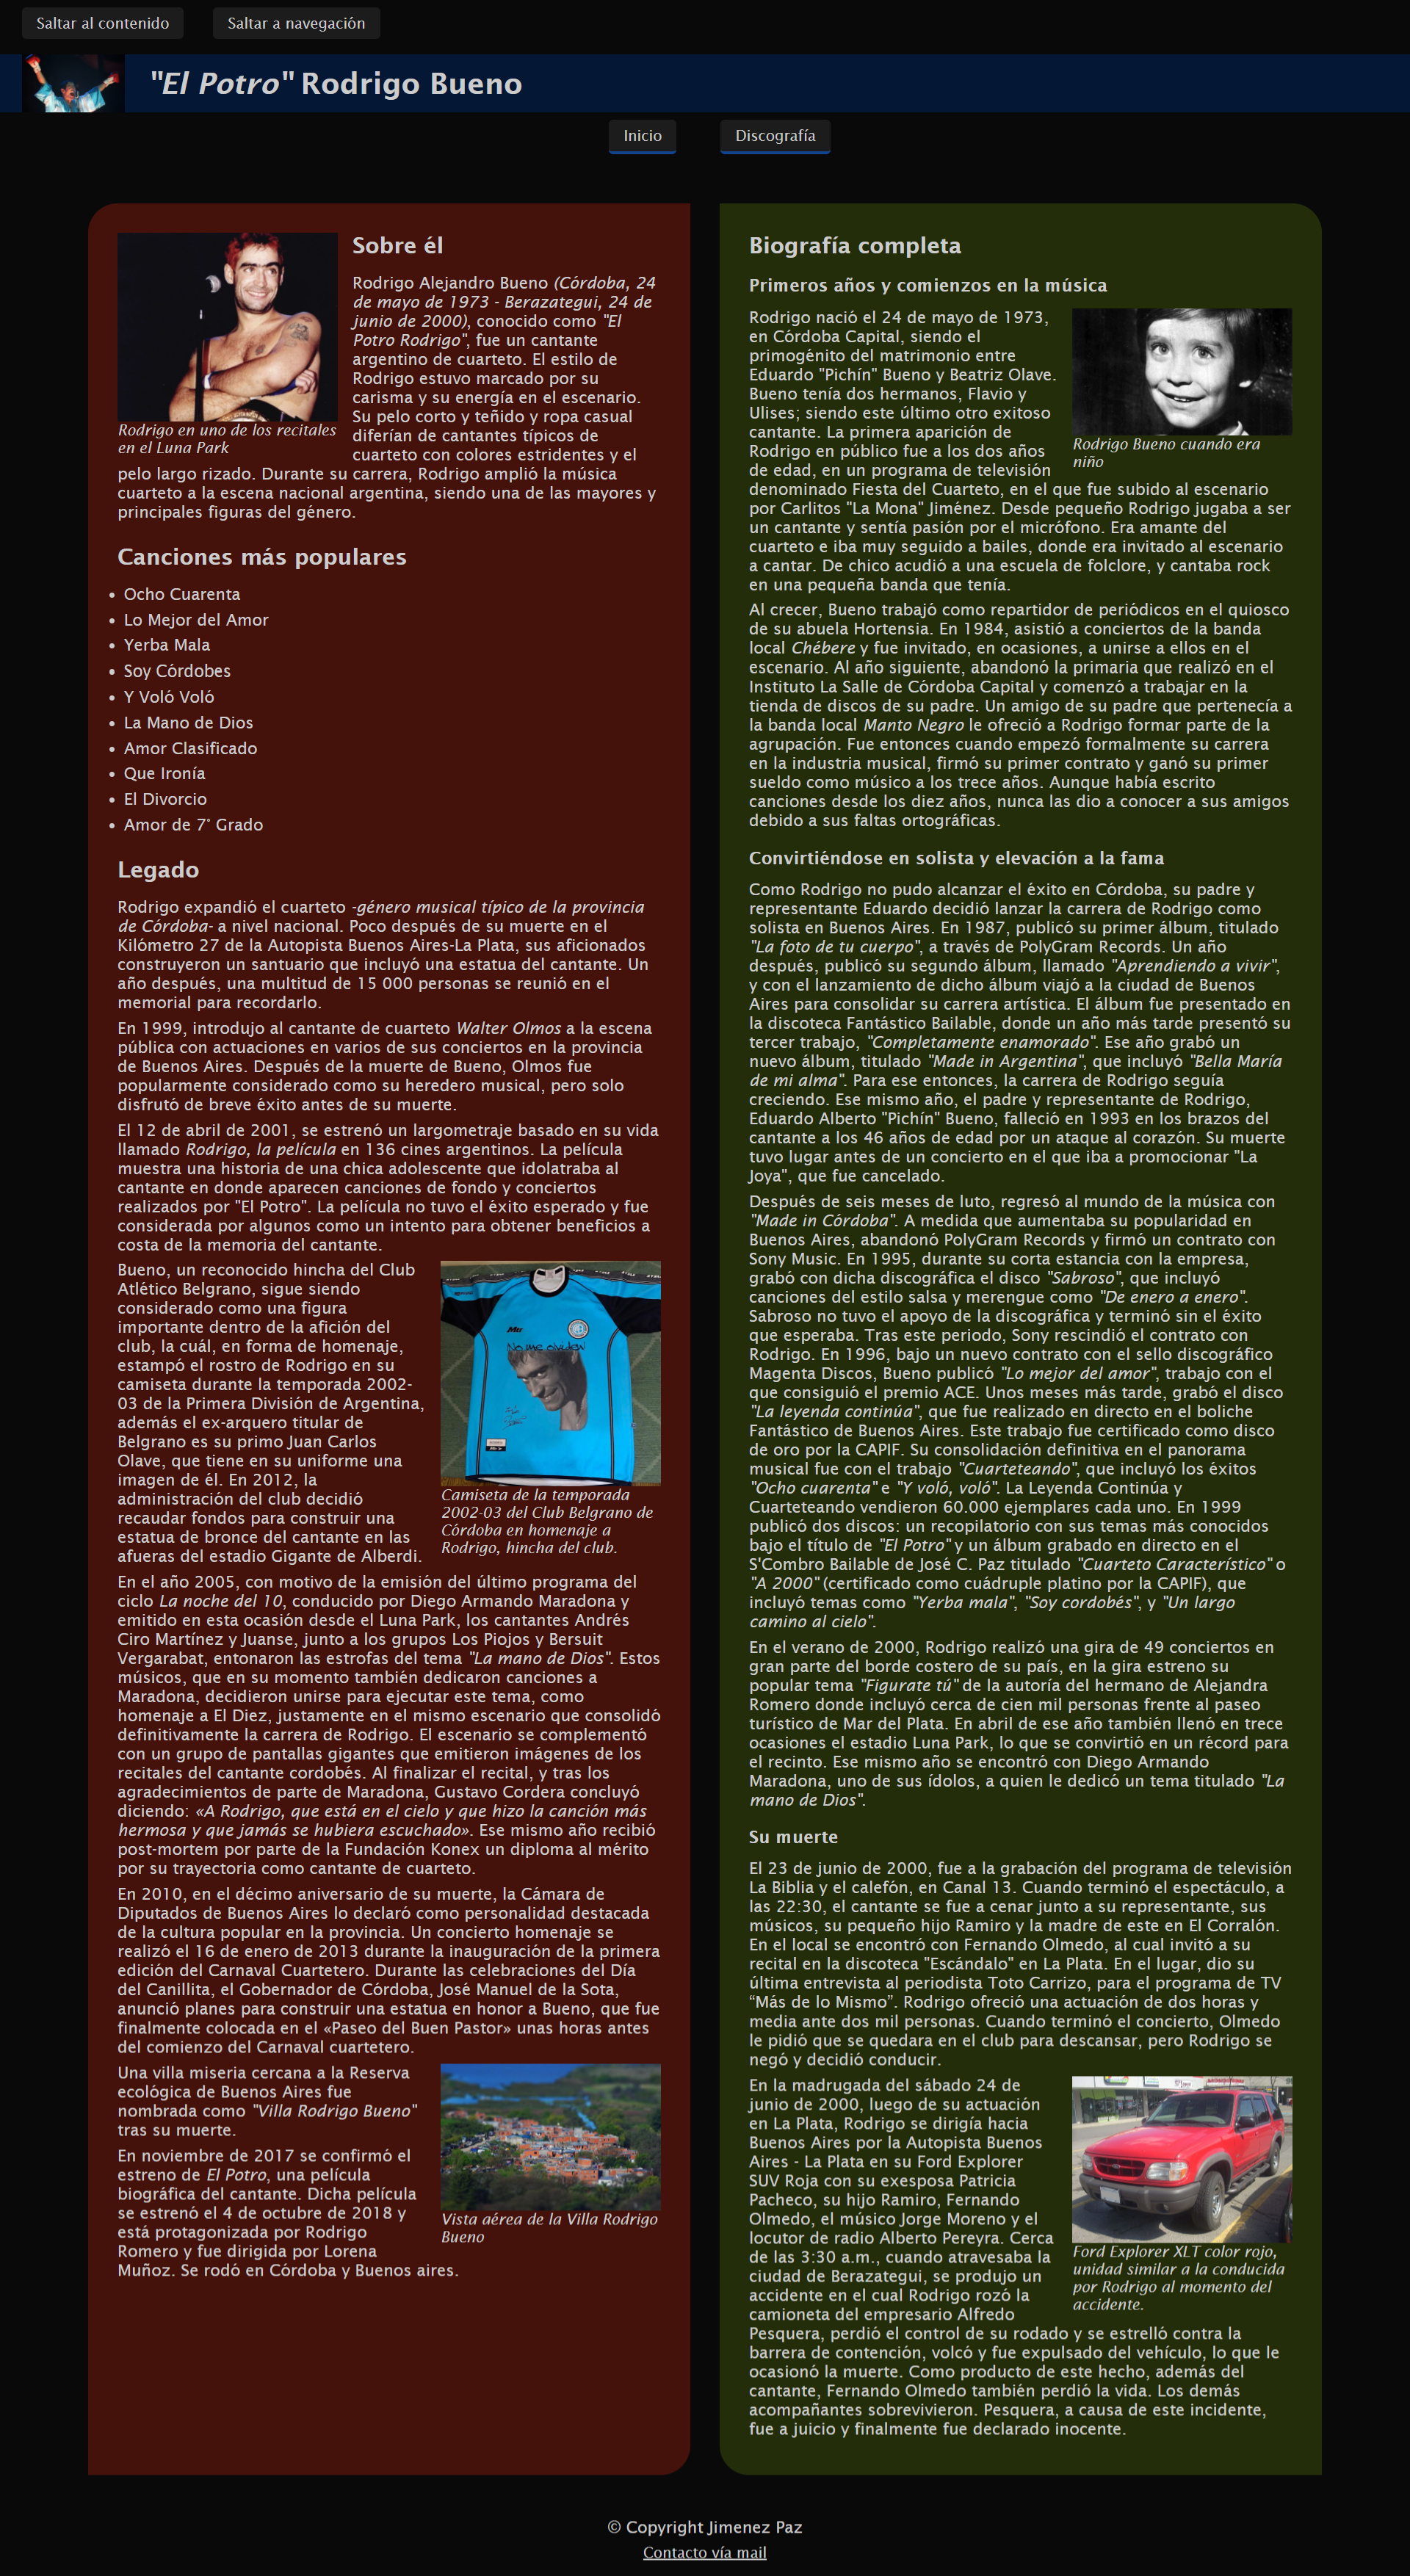 Saltar al contenido
Saltar a navegación
"El Potro" Rodrigo Bueno
Inicio
Discografía
Sobre él
Rodrigo Alejandro Bueno (Córdoba, 24
de mayo de 1973 - Berazategui, 24 de
junio de 2000), conocido como "El
Potro Rodrigo", fue un cantante
argentino de cuarteto. El estilo de
Rodrigo estuvo marcado por su
carisma y su energía en el escenario.
Su pelo corto y teñido y ropa casual
diferían de cantantes típicos de
cuarteto con colores estridentes y el
Rodrigo en uno de los recitales
en el Luna Park
pelo largo rizado. Durante su carrera, Rodrigo amplió la música
cuarteto a la escena nacional argentina, siendo una de las mayores y
principales figuras del género.
Canciones más populares
• Ocho Cuarenta
• Lo Mejor del Amor
• Yerba Mala
• Soy Córdobes
• Y Voló Voló
• La Mano de Dios
• Amor Clasificado
• Que Ironía
• El Divorcio
• Amor de 7° Grado
Legado
Rodrigo expandió el cuarteto -género musical típico de la provincia
de Córdoba- a nivel nacional. Poco después de su muerte en el
Kilómetro 27 de la Autopista Buenos Aires-La Plata, sus aficionados
construyeron un santuario que incluyó una estatua del cantante. Un
año después, una multitud de 15 000 personas se reunió en el
memorial para recordarlo.
En 1999, introdujo al cantante de cuarteto Walter Olmos a la escena
pública con actuaciones en varios de sus conciertos en la provincia
de Buenos Aires. Después de la muerte de Bueno, Olmos fue
popularmente considerado como su heredero musical, pero solo
disfrutó de breve éxito antes de su muerte.
El 12 de abril de 2001, se estrenó un largometraje basado en su vida
llamado Rodrigo, la película en 136 cines argentinos. La película
muestra una historia de una chica adolescente que idolatraba al
cantante en donde aparecen canciones de fondo y conciertos
realizados por "El Potro". La película no tuvo el éxito esperado y fue
considerada por algunos como un intento para obtener beneficios a
costa de la memoria del cantante.
Bueno, un reconocido hincha del Club
Atlético Belgrano, sigue siendo
considerado como una figura
importante dentro de la afición del
club, la cuál, en forma de homenaje,
estampó el rostro de Rodrigo en su
camiseta durante la temporada 2002-
03 de la Primera División de Argentina,
además el ex-arquero titular de
Belgrano es su primo Juan Carlos
Olave, que tiene en su uniforme una
imagen de él. En 2012, la
administración del club decidió
recaudar fondos para construir una
estatua de bronce del cantante en las
afueras del estadio Gigante de Alberdi.
No me olviden
Camiseta de la temporada
2002-03 del Club Belgrano de
Córdoba en homenaje a
Rodrigo, hincha del club.
En el año 2005, con motivo de la emisión del último programa del
ciclo La noche del 10, conducido por Diego Armando Maradona y
emitido en esta ocasión desde el Luna Park, los cantantes Andrés
Ciro Martínez y Juanse, junto a los grupos Los Piojos y Bersuit
Vergarabat, entonaron las estrofas del tema "La mano de Dios". Estos
músicos, que en su momento también dedicaron canciones a
Maradona, decidieron unirse para ejecutar este tema, como
homenaje a El Diez, justamente en el mismo escenario que consolidó
definitivamente la carrera de Rodrigo. El escenario se complementó
con un grupo de pantallas gigantes que emitieron imágenes de los
recitales del cantante cordobés. Al finalizar el recital, y tras los
agradecimientos de parte de Maradona, Gustavo Cordera concluyó
diciendo: «A Rodrigo, que está en el cielo y que hizo la canción más
hermosa y que jamás se hubiera escuchado». Ese mismo año recibió
post-mortem por parte de la Fundación Konex un diploma al mérito
por su trayectoria como cantante de cuarteto.
En 2010, en el décimo aniversario de su muerte, la Cámara de
Diputados de Buenos Aires lo declaró como personalidad destacada
de la cultura popular en la provincia. Un concierto homenaje se
realizó el 16 de enero de 2013 durante la inauguración de la primera
edición del Carnaval Cuartetero. Durante las celebraciones del Día
del Canillita, el Gobernador de Córdoba, José Manuel de la Sota,
anunció planes para construir una estatua en honor a Bueno, que fue
finalmente colocada en el «Paseo del Buen Pastor» unas horas antes
del comienzo del Carnaval cuartetero.
Una villa miseria cercana a la Reserva
ecológica de Buenos Aires fue
nombrada como "Villa Rodrigo Bueno"
tras su muerte.
En noviembre de 2017 se confirmó el
estreno de El Potro, una película
biográfica del cantante. Dicha película
se estrenó el 4 de octubre de 2018 y
está protagonizada por Rodrigo
Romero y fue dirigida por Lorena
Muñoz. Se rodó en Córdoba y Buenos aires.
Vista aérea de la Villa Rodrigo
Bueno
Biografía completa
Primeros años y comienzos en la música
Rodrigo nació el 24 de mayo de 1973,
en Córdoba Capital, siendo el
primogénito del matrimonio entre
Eduardo "Pichín" Bueno y Beatriz Olave.
Bueno tenía dos hermanos, Flavio y
Ulises; siendo este último otro exitoso
cantante. La primera aparición de
Rodrigo en público fue a los dos años
de edad, en un programa de televisión
Rodrigo Bueno cuando era
niño
denominado Fiesta del Cuarteto, en el que fue subido al escenario
por Carlitos "La Mona" Jiménez. Desde pequeño Rodrigo jugaba a ser
un cantante y sentía pasión por el micrófono. Era amante del
cuarteto e iba muy seguido a bailes, donde era invitado al escenario
a cantar. De chico acudió a una escuela de folclore, y cantaba rock
en una pequeña banda que tenía.
Al crecer, Bueno trabajó como repartidor de periódicos en el quiosco
de su abuela Hortensia. En 1984, asistió a conciertos de la banda
local Chébere y fue invitado, en ocasiones, a unirse a ellos en el
escenario. Al año siguiente, abandonó la primaria que realizó en el
Instituto La Salle de Córdoba Capital y comenzó a trabajar en la
tienda de discos de su padre. Un amigo de su padre que pertenecía a
la banda local Manto Negro le ofreció a Rodrigo formar parte de la
agrupación. Fue entonces cuando empezó formalmente su carrera
en la industria musical, firmó su primer contrato y ganó su primer
sueldo como músico a los trece años. Aunque había escrito
canciones desde los diez años, nunca las dio a conocer a sus amigos
debido a sus faltas ortográficas.
Convirtiéndose en solista y elevación a la fama
Como Rodrigo no pudo alcanzar el éxito en Córdoba, su padre y
representante Eduardo decidió lanzar la carrera de Rodrigo como
solista en Buenos Aires. En 1987, publicó su primer álbum, titulado
"La foto de tu cuerpo", a través de PolyGram Records. Un año
después, publicó su segundo álbum, llamado "Aprendiendo a vivir",
y con el lanzamiento de dicho álbum viajó a la ciudad de Buenos
Aires para consolidar su carrera artística. El álbum fue presentado en
la discoteca Fantástico Bailable, donde un año más tarde presentó su
tercer trabajo, "Completamente enamorado". Ese año grabó un
nuevo álbum, titulado "Made in Argentina", que incluyó "Bella María
de mi alma". Para ese entonces, la carrera de Rodrigo seguía
creciendo. Ese mismo año, el padre y representante de Rodrigo,
Eduardo Alberto "Pichín" Bueno, falleció en 1993 en los brazos del
cantante a los 46 años de edad por un ataque al corazón. Su muerte
tuvo lugar antes de un concierto en el que iba a promocionar "La
Joya", que fue cancelado.
Después de seis meses de luto, regresó al mundo de la música con
"Made in Córdoba". A medida que aumentaba su popularidad en
Buenos Aires, abandonó PolyGram Records y firmó un contrato con
Sony Music. En 1995, durante su corta estancia con la empresa,
grabó con dicha discográfica el disco "Sabroso", que incluyó
canciones del estilo salsa y merengue como "De enero a enero".
Sabroso no tuvo el apoyo de la discográfica y terminó sin el éxito
que esperaba. Tras este periodo, Sony rescindió el contrato con
Rodrigo. En 1996, bajo un nuevo contrato con el sello discográfico
Magenta Discos, Bueno publicó "Lo mejor del amor", trabajo con el
que consiguió el premio ACE. Unos meses más tarde, grabó el disco
"La leyenda continúa", que fue realizado en directo en el boliche
Fantástico de Buenos Aires. Este trabajo fue certificado como disco
de oro por la CAPIF. Su consolidación definitiva en el panorama
musical fue con el trabajo "Cuarteteando", que incluyó los éxitos
"Ocho cuarenta" e "Y voló, voló". La Leyenda Continúa y
Cuarteteando vendieron 60.000 ejemplares cada uno. En 1999
publicó dos discos: un recopilatorio con sus temas más conocidos
bajo el título de "El Potro" y un álbum grabado en directo en el
S'Combro Bailable de José C. Paz titulado "Cuarteto Característico" o
"A 2000" (certificado como cuádruple platino por la CAPIF), que
incluyó temas como "Yerba mala", "Soy cordobés", y "Un largo
camino al cielo".
En el verano de 2000, Rodrigo realizó una gira de 49 conciertos en
gran parte del borde costero de su país, en la gira estreno su
popular tema "Figurate tú" de la autoría del hermano de Alejandra
Romero donde incluyó cerca de cien mil personas frente al paseo
turístico de Mar del Plata. En abril de ese año también llenó en trece
ocasiones el estadio Luna Park, lo que se convirtió en un récord para
el recinto. Ese mismo año se encontró con Diego Armando
Maradona, uno de sus ídolos, a quien le dedicó un tema titulado "La
mano de Dios".
Su muerte
El 23 de junio de 2000, fue a la grabación del programa de televisión
La Biblia y el calefón, en Canal 13. Cuando terminó el espectáculo, a
las 22:30, el cantante se fue a cenar junto a su representante, sus
músicos, su pequeño hijo Ramiro y la madre de este en El Corralón.
En el local se encontró con Fernando Olmedo, al cual invitó a su
recital en la discoteca "Escándalo" en La Plata. En el lugar, dio su
última entrevista al periodista Toto Carrizo, para el programa de TV
“Más de lo Mismo”. Rodrigo ofreció una actuación de dos horas y
media ante dos mil personas. Cuando terminó el concierto, Olmedo
le pidió que se quedara en el club para descansar, pero Rodrigo se
negó y decidió conducir.
En la madrugada del sábado 24 de
junio de 2000, luego de su actuación
en La Plata, Rodrigo se dirigía hacia
Buenos Aires por la Autopista Buenos
Aires - La Plata en su Ford Explorer
SUV Roja con su exesposa Patricia
Pacheco, su hijo Ramiro, Fernando
Olmedo, el músico Jorge Moreno y el
locutor de radio Alberto Pereyra. Cerca
de las 3:30 a.m., cuando atravesaba la
ciudad de Berazategui, se produjo un
accidente en el cual Rodrigo rozó la
camioneta del empresario Alfredo
Ford Explorer XLT color rojo,
unidad similar a la conducida
por Rodrigo al momento del
accidente.
Pesquera, perdió el control de su rodado y se estrelló contra la
barrera de contención, volcó y fue expulsado del vehículo, lo que le
ocasionó la muerte. Como producto de este hecho, además del
cantante, Fernando Olmedo también perdió la vida. Los demás
acompañantes sobrevivieron. Pesquera, a causa de este incidente,
fue a juicio y finalmente fue declarado inocente.
© Copyright Jimenez Paz
Contacto vía mail